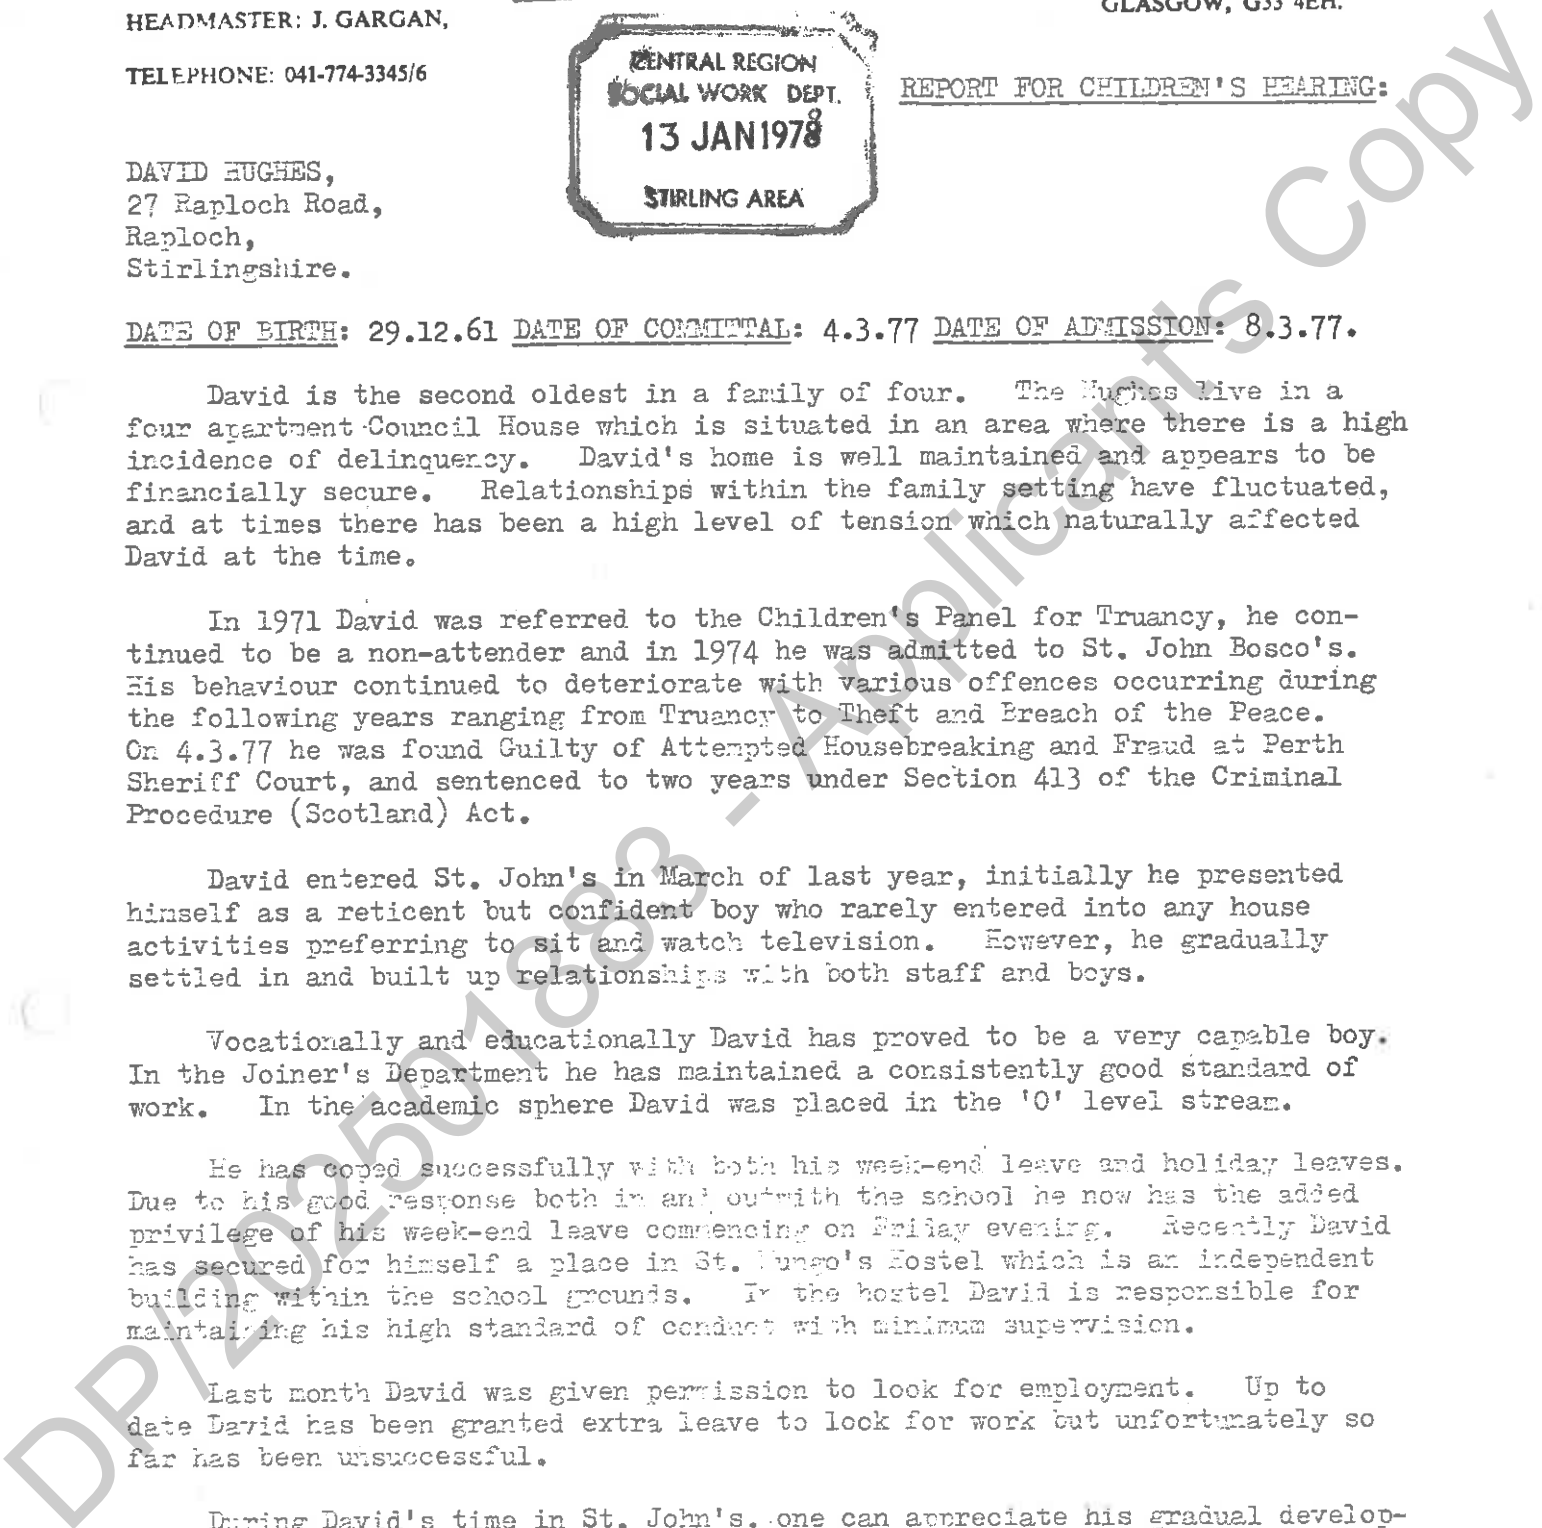 HEADMASTER: J. GARGAN,
GLASGOW, G33 4EH.
TELEPHONE: 041-774-3345/6
CENTRAL REGION
SOCIAL WORK DEPT.
13 JAN 1978
STIRLING AREA
REPORT FOR CHILDREN'S HEARING:
DAVID HUGHES,
27 Raploch Road,
Raploch,
Stirlingshire.
DATE OF BIRTH: 29.12.61 DATE OF COMMITTAL: 4.3.77 DATE OF ADMISSION: 8.3.77.
David is the second oldest in a family of four. The Hughes live in a
four apartment Council House which is situated in an area where there is a high
incidence of delinquency. David's home is well maintained and appears to be
financially secure. Relationships within the family setting have fluctuated,
and at times there has been a high level of tension which naturally affected
David at the time.
In 1971 David was referred to the Children's Panel for Truancy, he con-
tinued to be a non-attender and in 1974 he was admitted to St. John Bosco's.
His behaviour continued to deteriorate with various offences occurring during
the following years ranging from Truancy to Theft and Breach of the Peace.
On 4.3.77 he was found Guilty of Attempted Housebreaking and Fraud at Perth
Sheriff Court, and sentenced to two years under Section 413 of the Criminal
Procedure (Scotland) Act.
David entered St. John's in March of last year, initially he presented
himself as a reticent but confident boy who rarely entered into any house
activities preferring to sit and watch television. However, he gradually
settled in and built up relationships with both staff and boys.
Vocationally and educationally David has proved to be a very capable boy.
In the Joiner's Department he has maintained a consistently good standard of
work. In the academic sphere David was placed in the 'O' level stream.
He has coped successfully with both his week-end leave and holiday leaves.
Due to his good response both in and outwith the school he now has the added
privilege of his week-end leave commencing on Friday evening. Recently David
has secured for himself a place in St. Mungo's Hostel which is an independent
building within the school grounds. In the hostel David is responsible for
maintaining his high standard of conduct with minimum supervision.
Last month David was given permission to look for employment. Up to
date David has been granted extra leave to look for work but unfortunately so
far has been unsuccessful.
During David's time in St. John's, one can appreciate his gradual develop-
DP/202501883 - Applicant's Copy